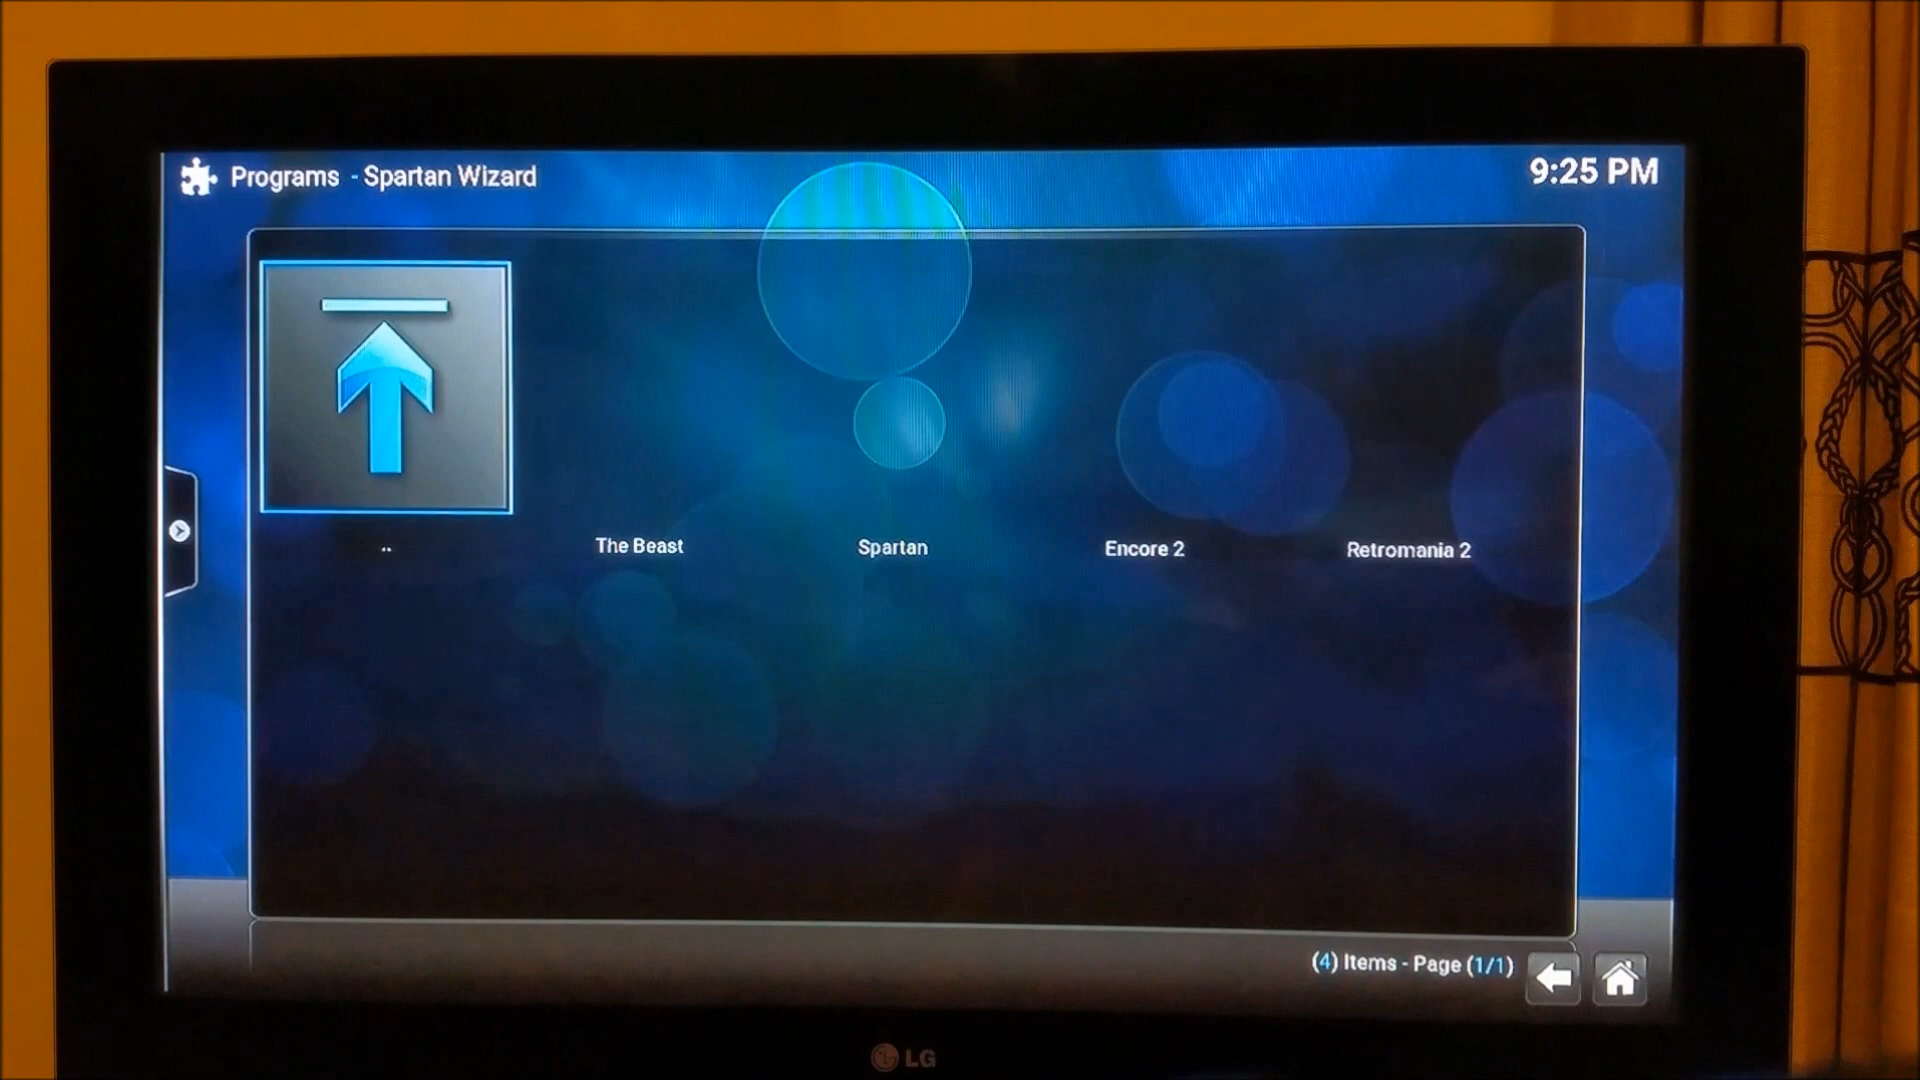 Programs - Spartan Wizard
9:25 PM
..
The Beast
Spartan
Encore 2
Retromania 2
(4) Items - Page (1/1)
LG